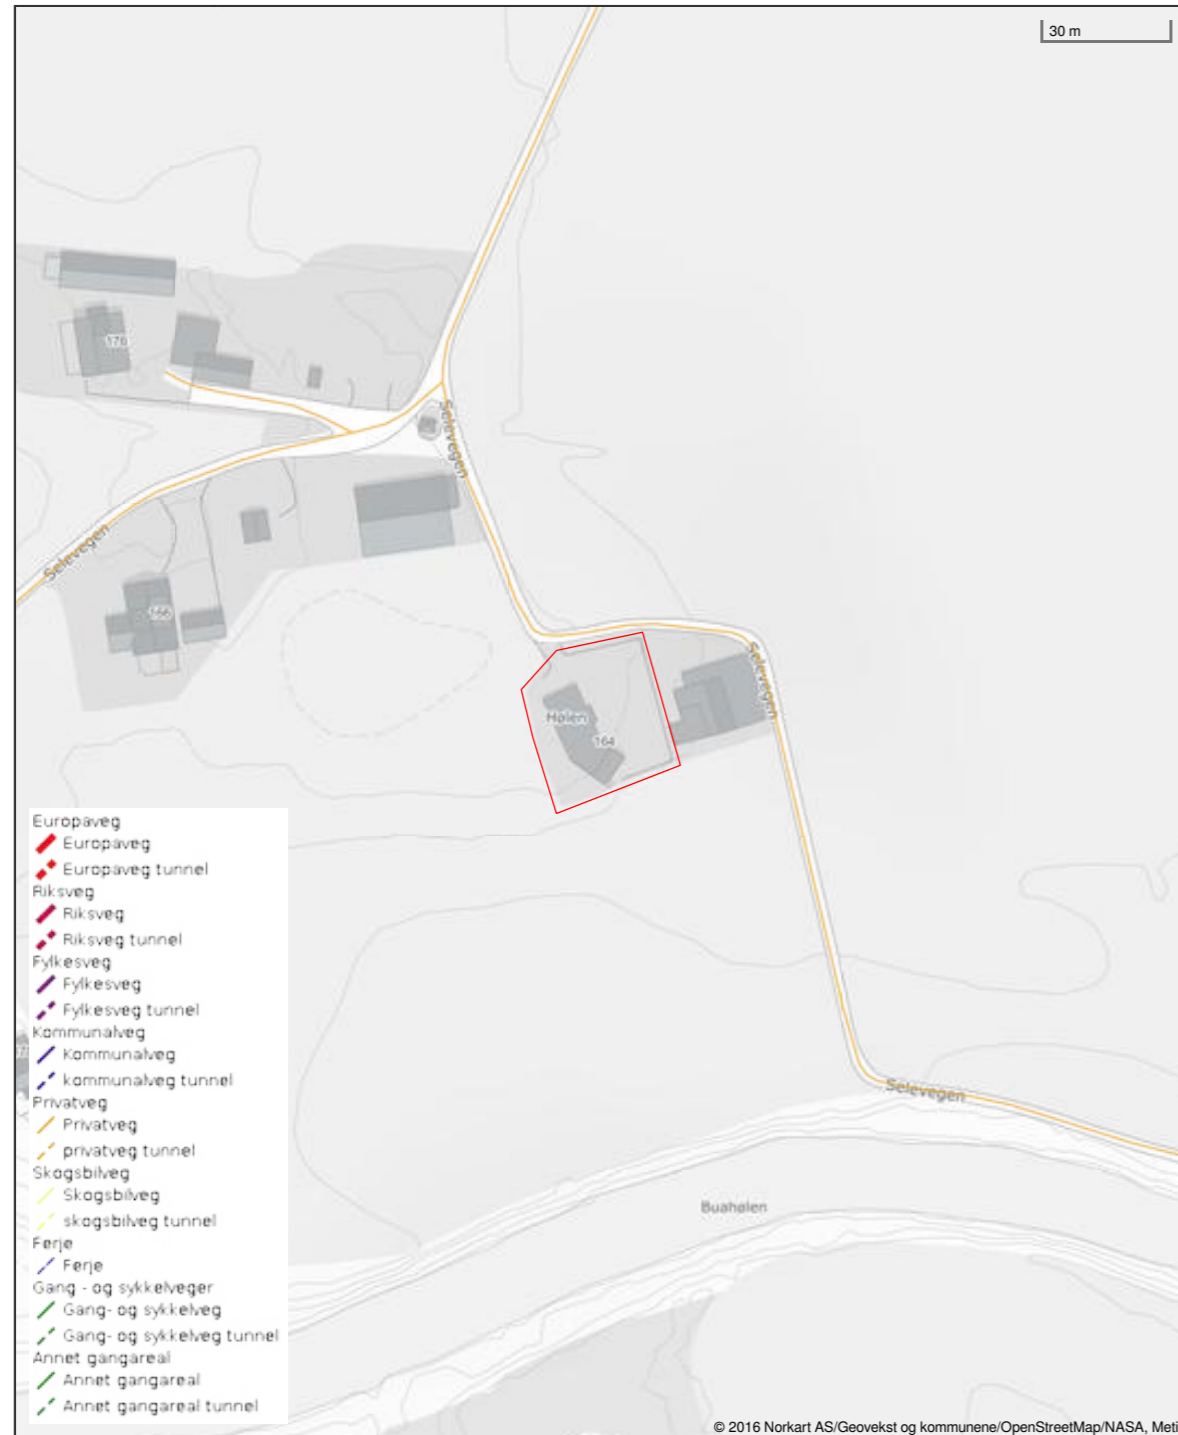 30 m
170
Selevegen
Selevegen
166
Selevegen
Hølen
164
Europaveg
Europaveg
Europaveg tunnel
Riksveg
Riksveg
Riksveg tunnel
Fylkesveg
Fylkesveg
Fylkesveg tunnel
Kommunalveg
Kommunalveg
kommunalveg tunnel
Privatveg
Privatveg
privatveg tunnel
Skogsbilveg
Skogsbilveg
skogsbilveg tunnel
Ferje
Ferje
Gang - og sykkelveger
Gang- og sykkelveg
Gang- og sykkelveg tunnel
Annet gangareal
Annet gangareal
Annet gangareal tunnel
Selevegen
Buahølen
© 2016 Norkart AS/Geovekst og kommunene/OpenStreetMap/NASA, Meti